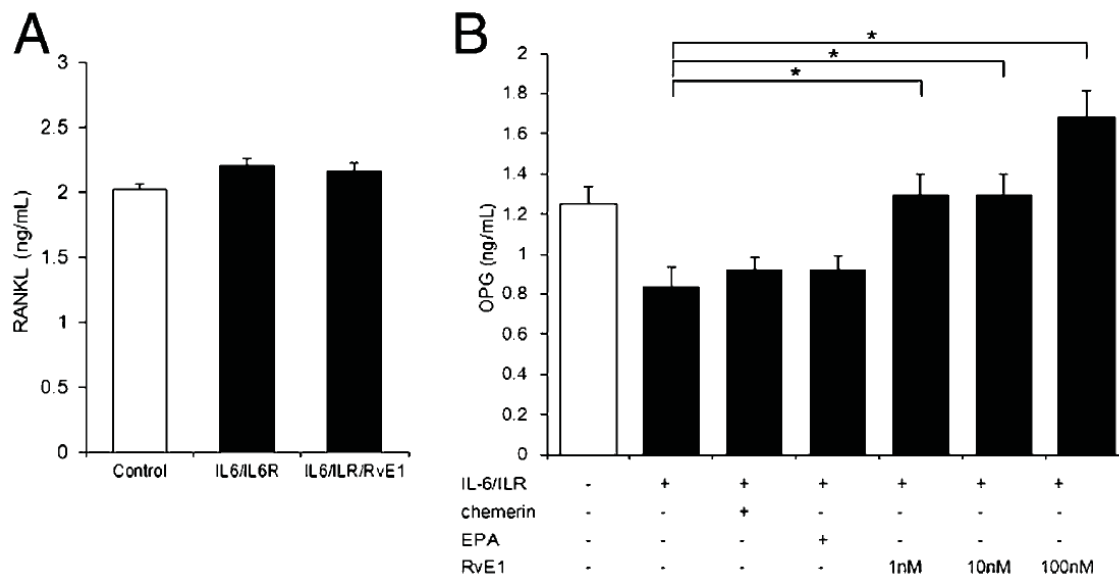 A
3
2.5
2
1.5
1
0.5
0
RANKL (ng/mL)
Control IL6/IL6R IL6/ILR/RvE1
B
* 
*
*
2
1.8
1.6
1.4
1.2
1
0.8
0.6
0.4
0.2
0
OPG (ng/mL)
IL-6/ILR - + + + + + +
chemerin - - + - - - -
EPA - - - + - - -
RvE1 - - - - 1nM 10nM 100nM